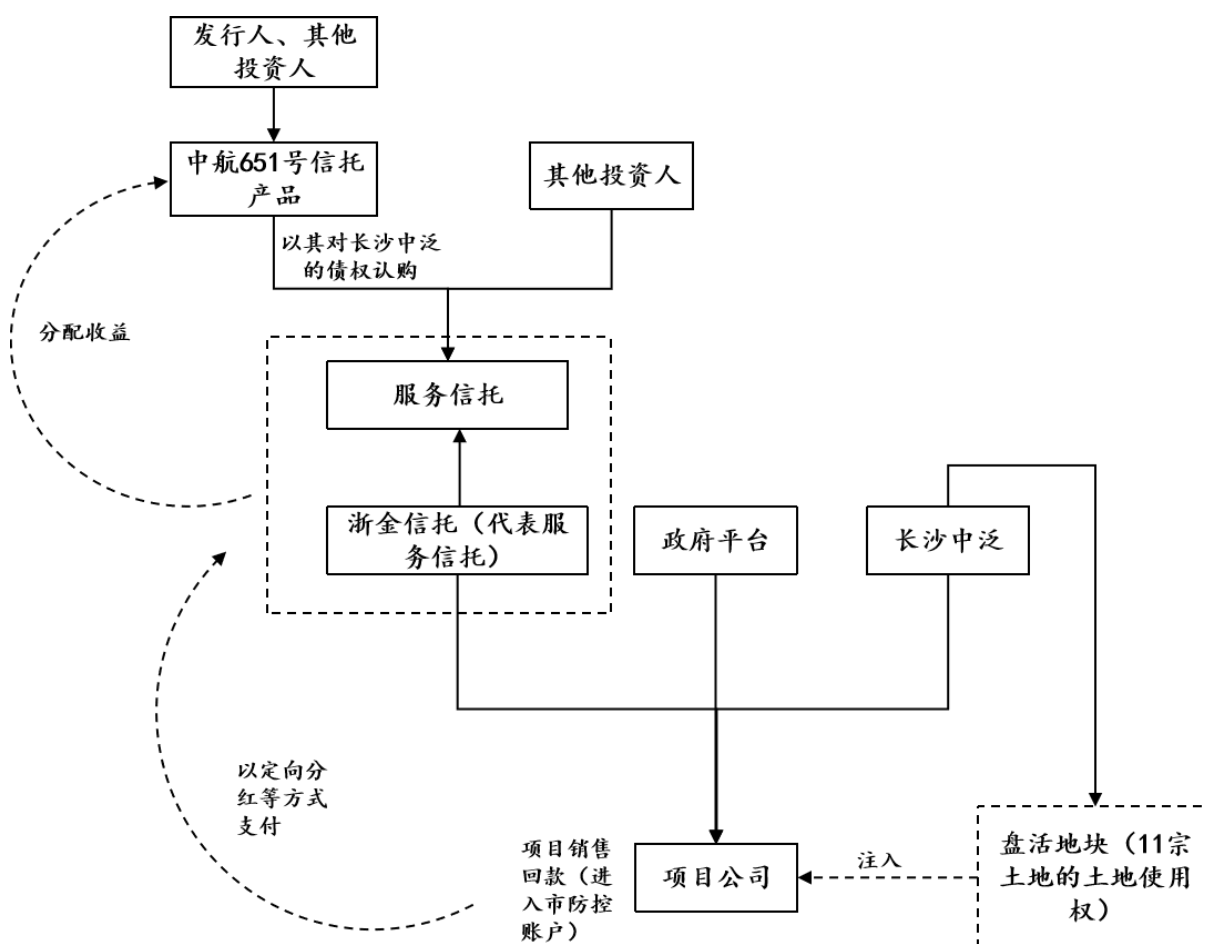 发行人、其他
投资人
中航651号信托
产品
其他投资人
以其对长沙中泛
的债权认购
分配收益
服务信托
浙金信托（代表服
务信托）
政府平台
长沙中泛
以定向分
红等方式
支付
项目销售
回款（进
入市防控
账户）
项目公司
注入
盘活地块（11宗
土地的土地使用
权）